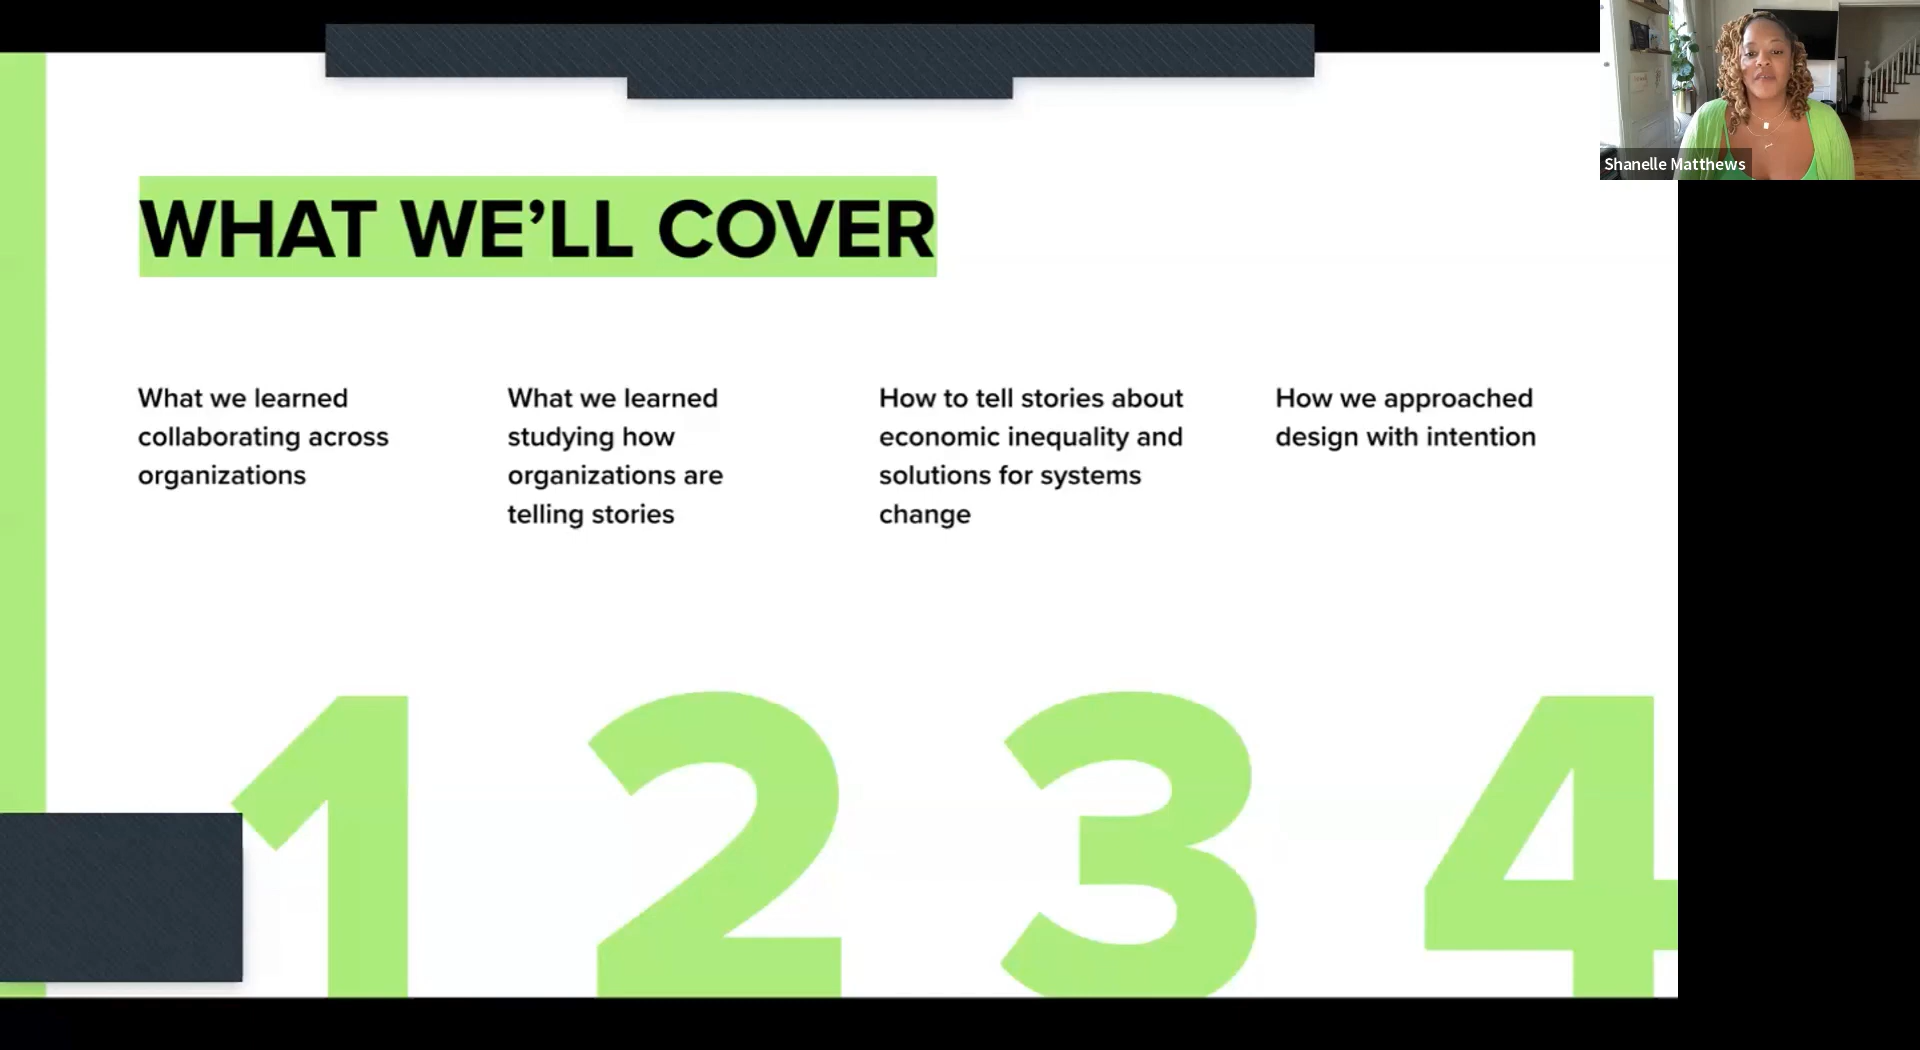 Shanelle Matthews
WHAT WE’LL COVER
What we learned
collaborating across
organizations
What we learned
studying how
organizations are
telling stories
How to tell stories about
economic inequality and
solutions for systems
change
How we approached
design with intention
1
2
3
4